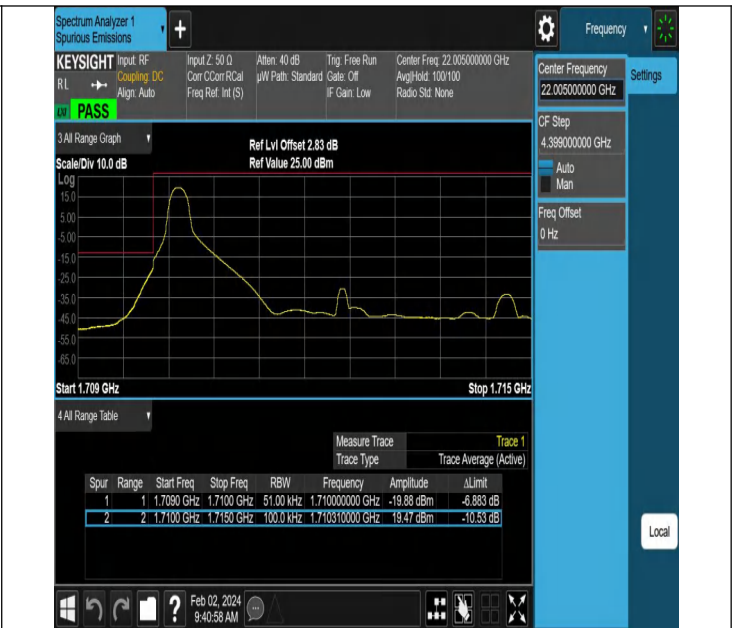 Spectrum Analyzer 1
Spurious Emissions
Frequency
KEYSIGHT Input: RF Input Z: 50 Ω Atten: 40 dB Trig: Free Run Center Freq: 22.005000000 GHz
RL Coupling: DC Corr CCorr RCal µW Path: Standard Gate: Off Avg|Hold: 100/100
Align: Auto Freq Ref: Int (S) IF Gain: Low Radio Std: None
PASS
Center Frequency
22.005000000 GHz
Settings
CF Step
4.399000000 GHz
Auto
Man
Freq Offset
0 Hz
3 All Range Graph
Ref Lvl Offset 2.83 dB
Scale/Div 10.0 dB Ref Value 25.00 dBm
Log
15.0
5.00
-5.00
-15.0
-25.0
-35.0
-45.0
-55.0
-65.0
Start 1.709 GHz Stop 1.715 GHz
4 All Range Table
Measure Trace Trace 1
Trace Type Trace Average (Active)
Spur Range Start Freq Stop Freq RBW Frequency Amplitude ΔLimit
1 1 1.7090 GHz 1.7100 GHz 51.00 kHz 1.710000000 GHz -19.88 dBm -6.883 dB
2 2 1.7100 GHz 1.7150 GHz 100.0 kHz 1.710310000 GHz 19.47 dBm -10.53 dB
Local
? Feb 02, 2024
9:40:58 AM